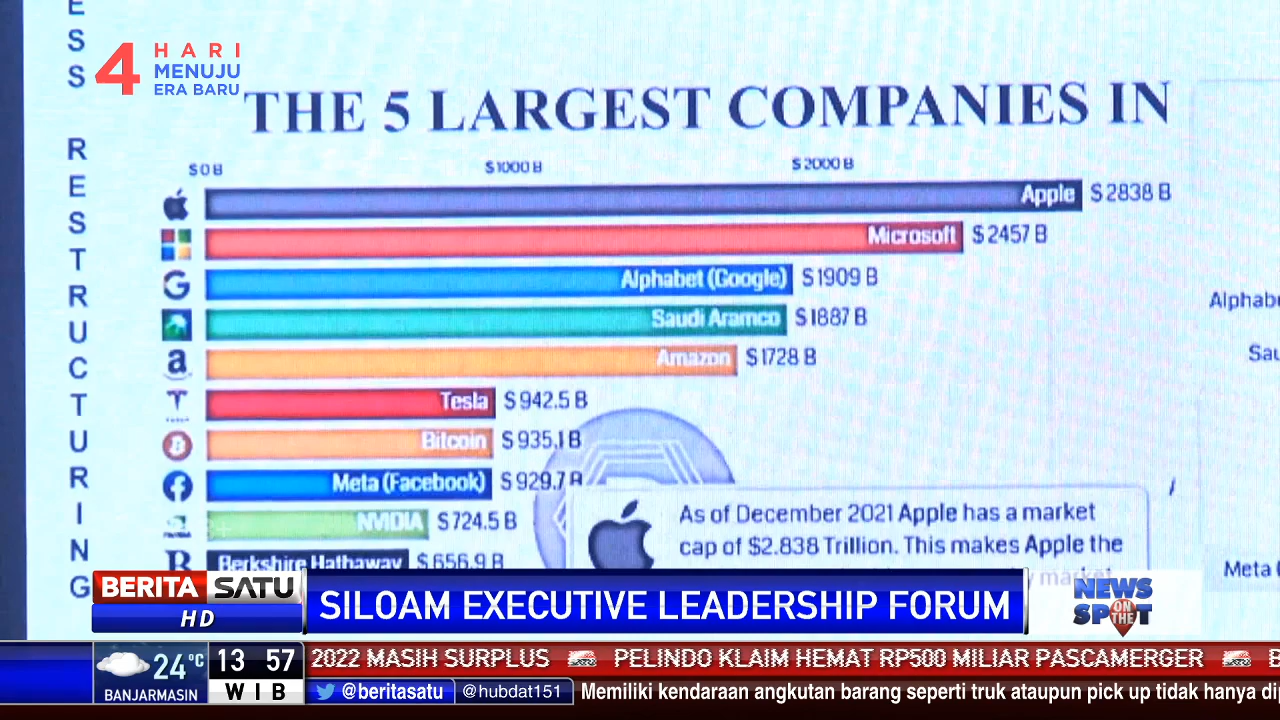 ESS RESTRUCTURING
4 HARI
MENUJU
ERA BARU
THE 5 LARGEST COMPANIES IN
$0B $1000 B $2000 B
Apple $2838 B
Microsoft $2457 B
Alphabet (Google) $1909 B
Saudi Aramco $1887 B
a Amazon $1728 B
Tesla $942.5 B
Bitcoin $935.1B
Meta (Facebook) $929.7 B
NVIDIA $724.5 B
Berkshire Hathaway $656.9 B
As of December 2021 Apple has a market
cap of $2.838 Trillion. This makes Apple the
market
Alphabe
Sau
Meta (
BERITA SATU
HD
SILOAM EXECUTIVE LEADERSHIP FORUM
NEWS
ON THE
SPOT
24°C
BANJARMASIN
13 57
WIB
2022 MASIH SURPLUS PELINDO KLAIM HEMAT RP500 MILIAR PASCAMERGER B
@beritasatu @hubdat151 Memiliki kendaraan angkutan barang seperti truk ataupun pick up tidak hanya di